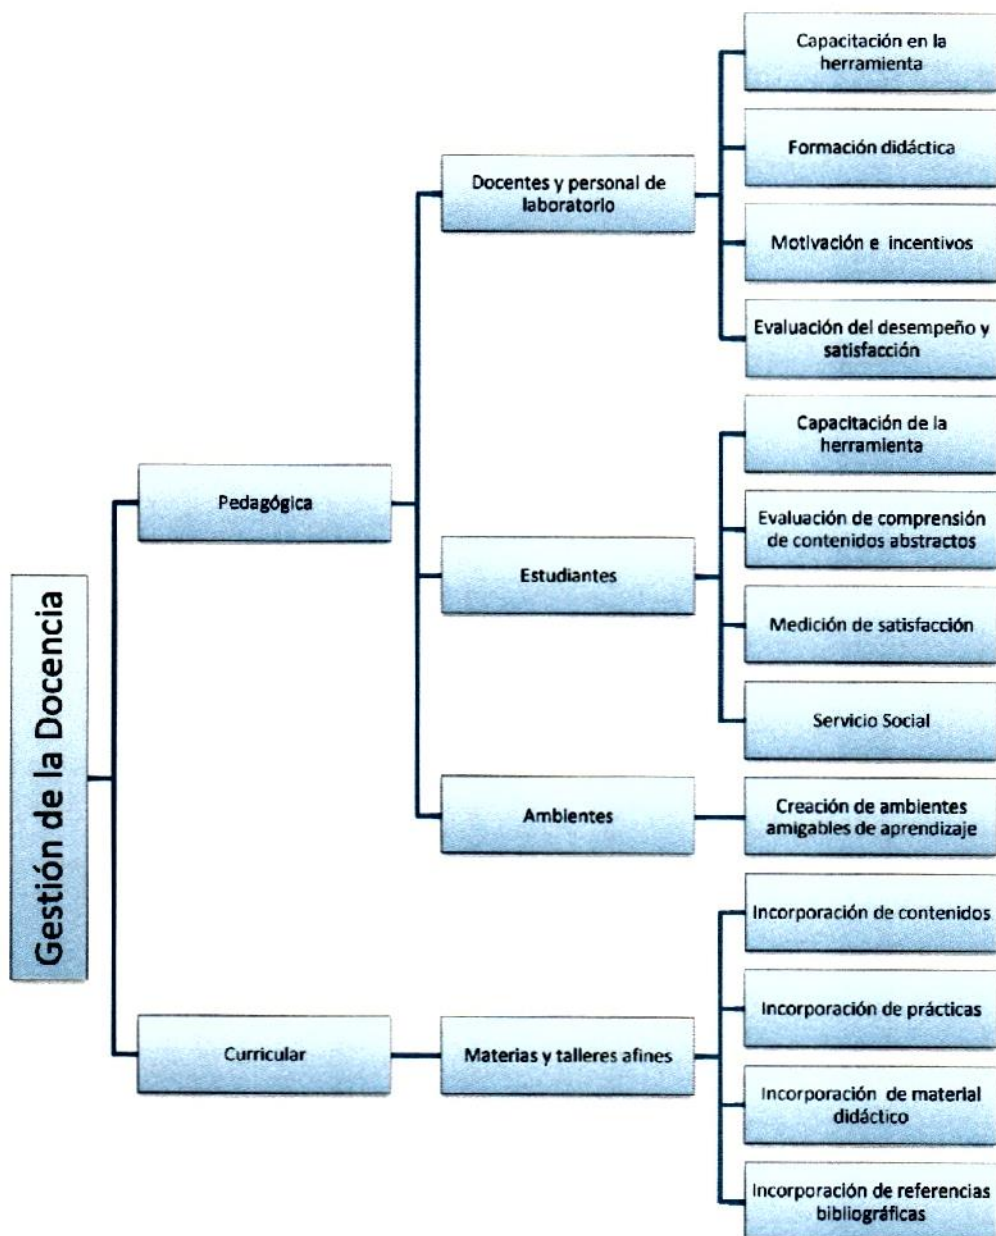 Gestión de la Docencia
Pedagógica
Docentes y personal de
laboratorio
Capacitación en la
herramienta
Formación didáctica
Motivación e incentivos
Evaluación del desempeño y
satisfacción
Estudiantes
Capacitación de la
herramienta
Evaluación de comprensión
de contenidos abstractos
Medición de satisfacción
Servicio Social
Ambientes
Creación de ambientes
amigables de aprendizaje
Curricular
Materias y talleres afines
Incorporación de contenidos
Incorporación de prácticas
Incorporación de material
didáctico
Incorporación de referencias
bibliográficas